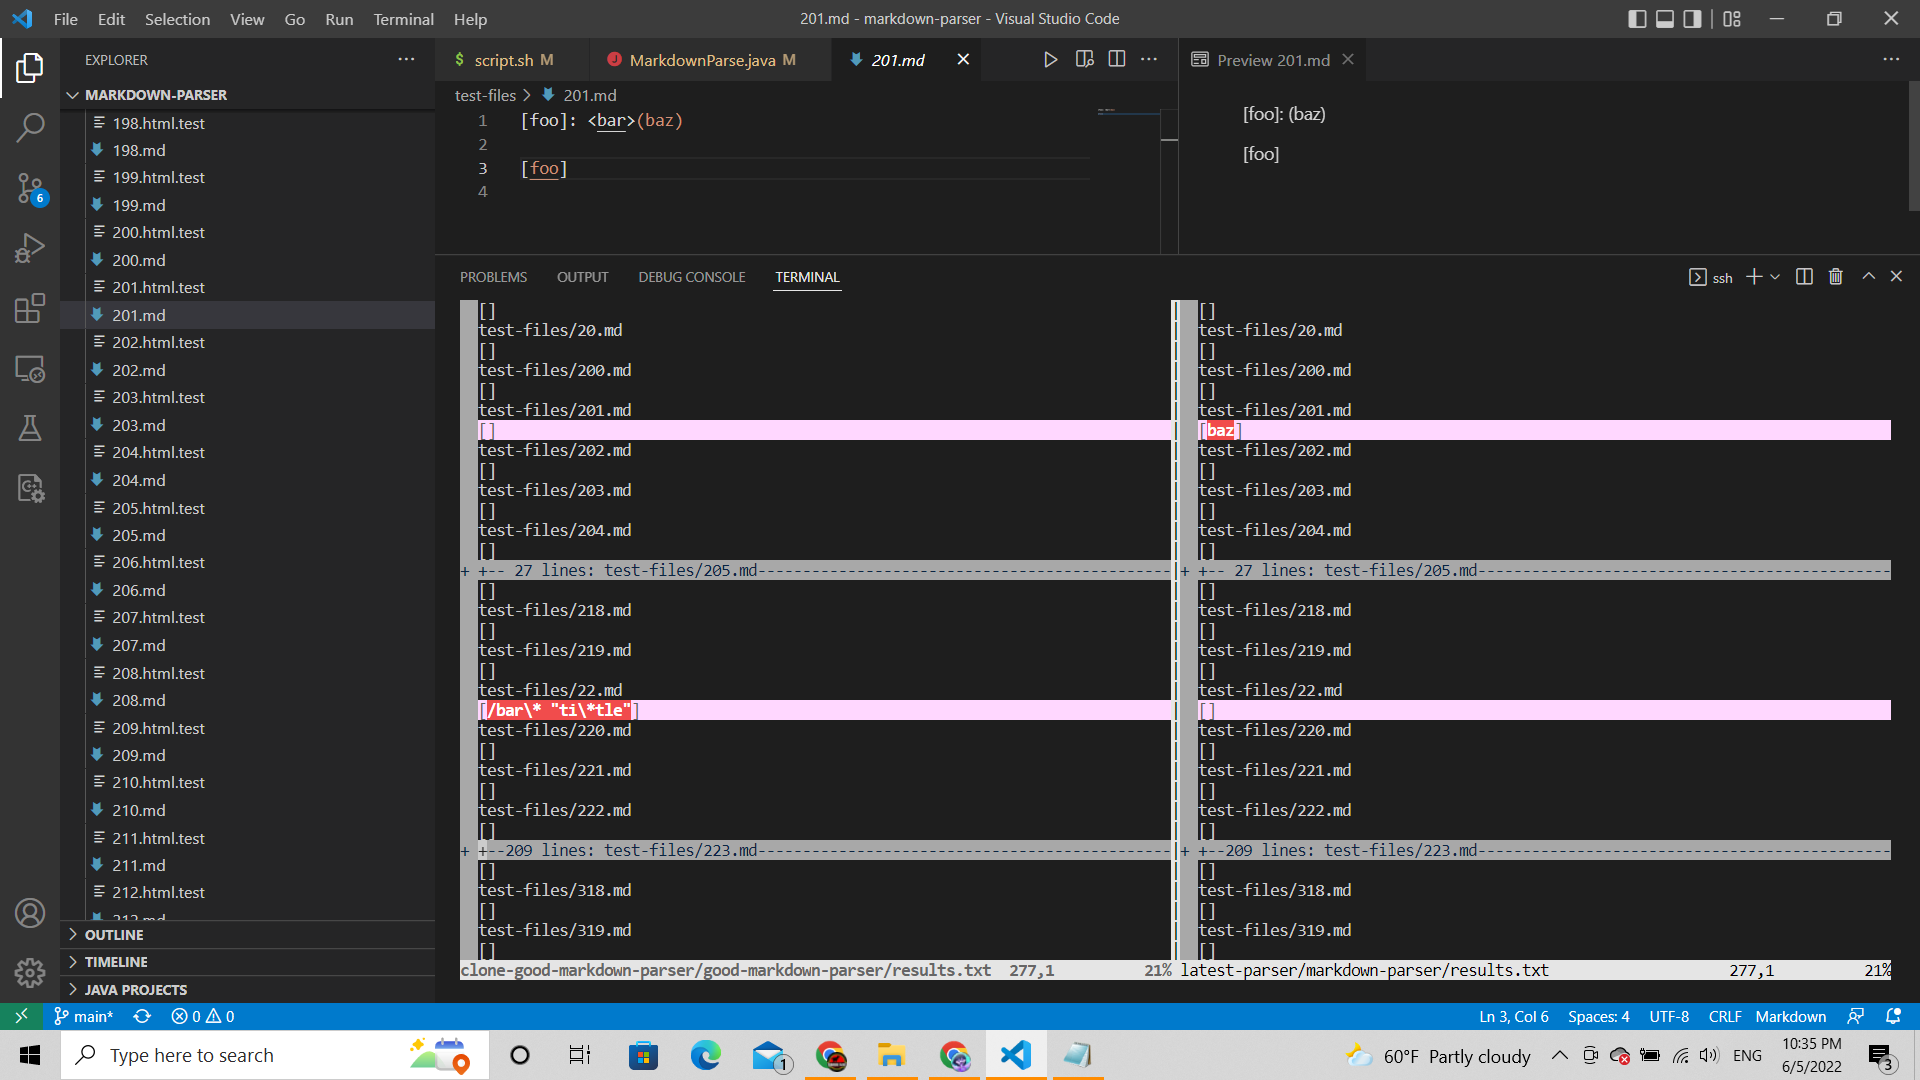 File Edit Selection View Go Run Terminal Help
201.md - markdown-parser - Visual Studio Code
EXPLORER
MARKDOWN-PARSER
198.html.test
198.md
199.html.test
199.md
200.html.test
200.md
201.html.test
201.md
202.html.test
202.md
203.html.test
203.md
204.html.test
204.md
205.html.test
205.md
206.html.test
206.md
207.html.test
207.md
208.html.test
208.md
209.html.test
209.md
210.html.test
210.md
211.html.test
211.md
212.html.test
212.md
OUTLINE
TIMELINE
JAVA PROJECTS
6
$ script.sh M
MarkdownParse.java M
201.md
test-files > 201.md
1 [foo]: <bar>(baz)
2
3 [foo]
4
Preview 201.md
[foo]: (baz)
[foo]
PROBLEMS OUTPUT DEBUG CONSOLE TERMINAL
ssh
[]
test-files/20.md
[]
test-files/200.md
[]
test-files/201.md
[]
test-files/202.md
[]
test-files/203.md
[]
test-files/204.md
[]
+ +-- 27 lines: test-files/205.md----------------------------------------------
[]
test-files/218.md
[]
test-files/219.md
[]
test-files/22.md
[/bar\* "ti\*tle"]
test-files/220.md
[]
test-files/221.md
[]
test-files/222.md
[]
+ +--209 lines: test-files/223.md----------------------------------------------
[]
test-files/318.md
[]
test-files/319.md
[]
clone-good-markdown-parser/good-markdown-parser/results.txt 277,1 21%
[]
test-files/20.md
[]
test-files/200.md
[]
test-files/201.md
[baz]
test-files/202.md
[]
test-files/203.md
[]
test-files/204.md
[]
+ +-- 27 lines: test-files/205.md----------------------------------------------
[]
test-files/218.md
[]
test-files/219.md
[]
test-files/22.md
[]
test-files/220.md
[]
test-files/221.md
[]
test-files/222.md
[]
+ +--209 lines: test-files/223.md----------------------------------------------
[]
test-files/318.md
[]
test-files/319.md
[]
latest-parser/markdown-parser/results.txt 277,1 21%
main* 0 0
Ln 3, Col 6 Spaces: 4 UTF-8 CRLF Markdown
Type here to search
1
60°F Partly cloudy
ENG
10:35 PM
6/5/2022
3